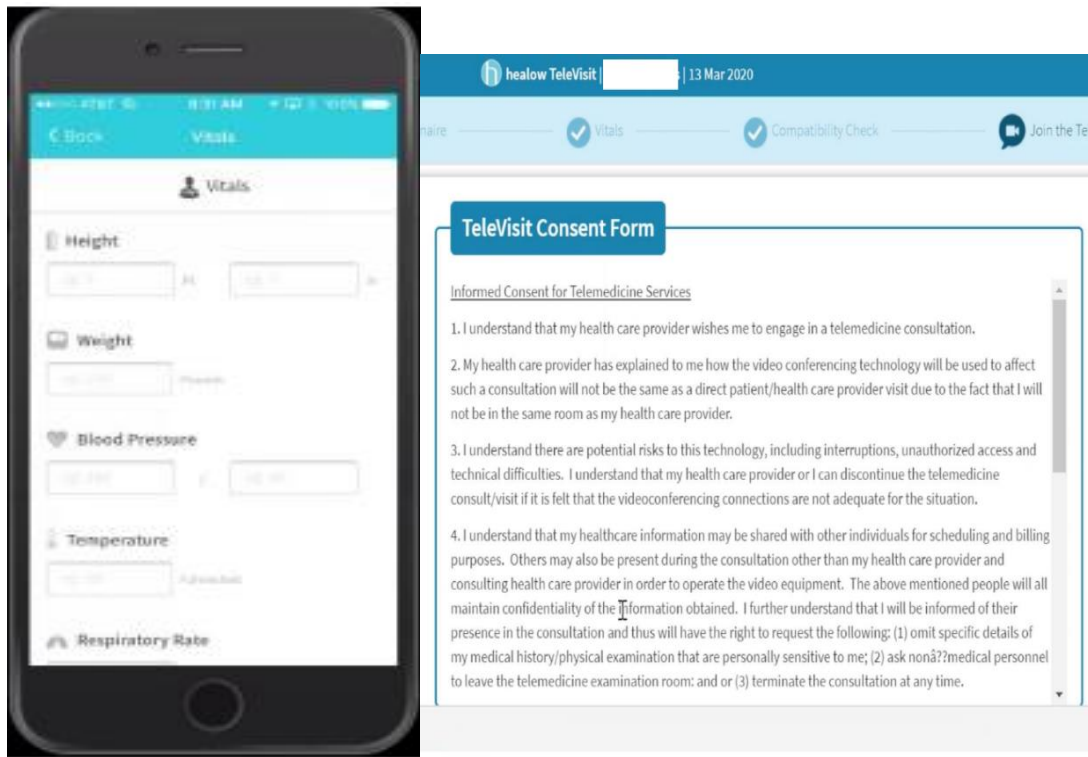 8:31 AM
100%
Back
Vitals
Vitals
Height
Weight
Blood Pressure
Temperature
Respiratory Rate
healow TeleVisit | s | 13 Mar 2020
naire
Vitals
Compatibility Check
Join the Te
TeleVisit Consent Form
Informed Consent for Telemedicine Services
1. I understand that my health care provider wishes me to engage in a telemedicine consultation.
2. My health care provider has explained to me how the video conferencing technology will be used to affect
such a consultation will not be the same as a direct patient/health care provider visit due to the fact that I will
not be in the same room as my health care provider.
3. I understand there are potential risks to this technology, including interruptions, unauthorized access and
technical difficulties. I understand that my health care provider or I can discontinue the telemedicine
consult/visit if it is felt that the videoconferencing connections are not adequate for the situation.
4. I understand that my healthcare information may be shared with other individuals for scheduling and billing
purposes. Others may also be present during the consultation other than my health care provider and
consulting health care provider in order to operate the video equipment. The above mentioned people will all
maintain confidentiality of the information obtained. I further understand that I will be informed of their
presence in the consultation and thus will have the right to request the following: (1) omit specific details of
my medical history/physical examination that are personally sensitive to me; (2) ask nonâ??medical personnel
to leave the telemedicine examination room: and or (3) terminate the consultation at any time.